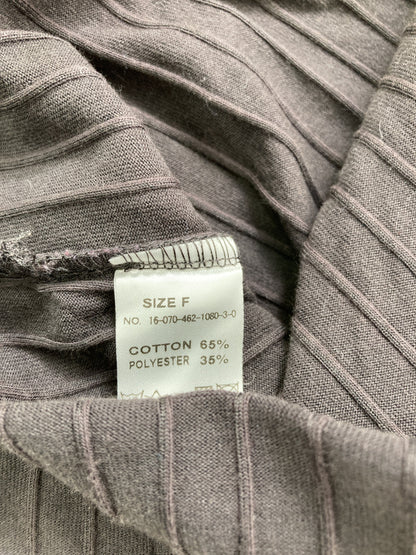 SIZE F
NO. 16-070-462-1080-3-0
COTTON 65%
POLYESTER 35%